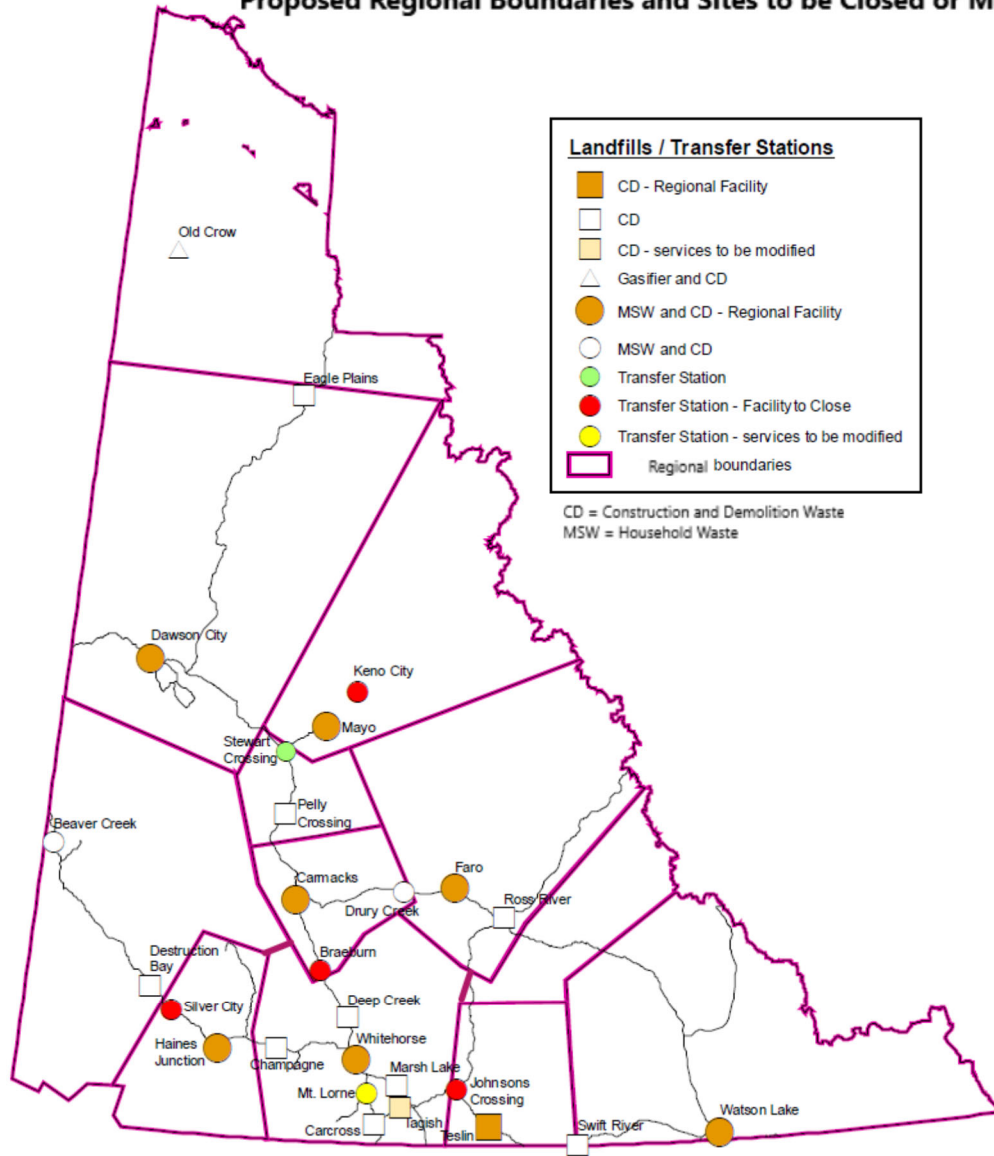 Proposed Regional Boundaries and Sites to be Closed or M
Landfills / Transfer Stations
CD - Regional Facility
CD
CD - services to be modified
Gasifier and CD
MSW and CD - Regional Facility
MSW and CD
Transfer Station
Transfer Station - Facility to Close
Transfer Station - services to be modified
Regional boundaries
CD = Construction and Demolition Waste
MSW = Household Waste
Old Crow
Eagle Plains
Dawson City
Keno City
Mayo
Stewart
Crossing
Pelly
Crossing
Beaver Creek
Carmacks
Faro
Drury Creek
Ross River
Destruction
Bay
Braeburn
Silver City
Deep Creek
Haines
Junction
Champagne
Whitehorse
Marsh Lake
Mt. Lorne
Johnsons
Crossing
Carcross
Tagish
Teslin
Swift River
Watson Lake